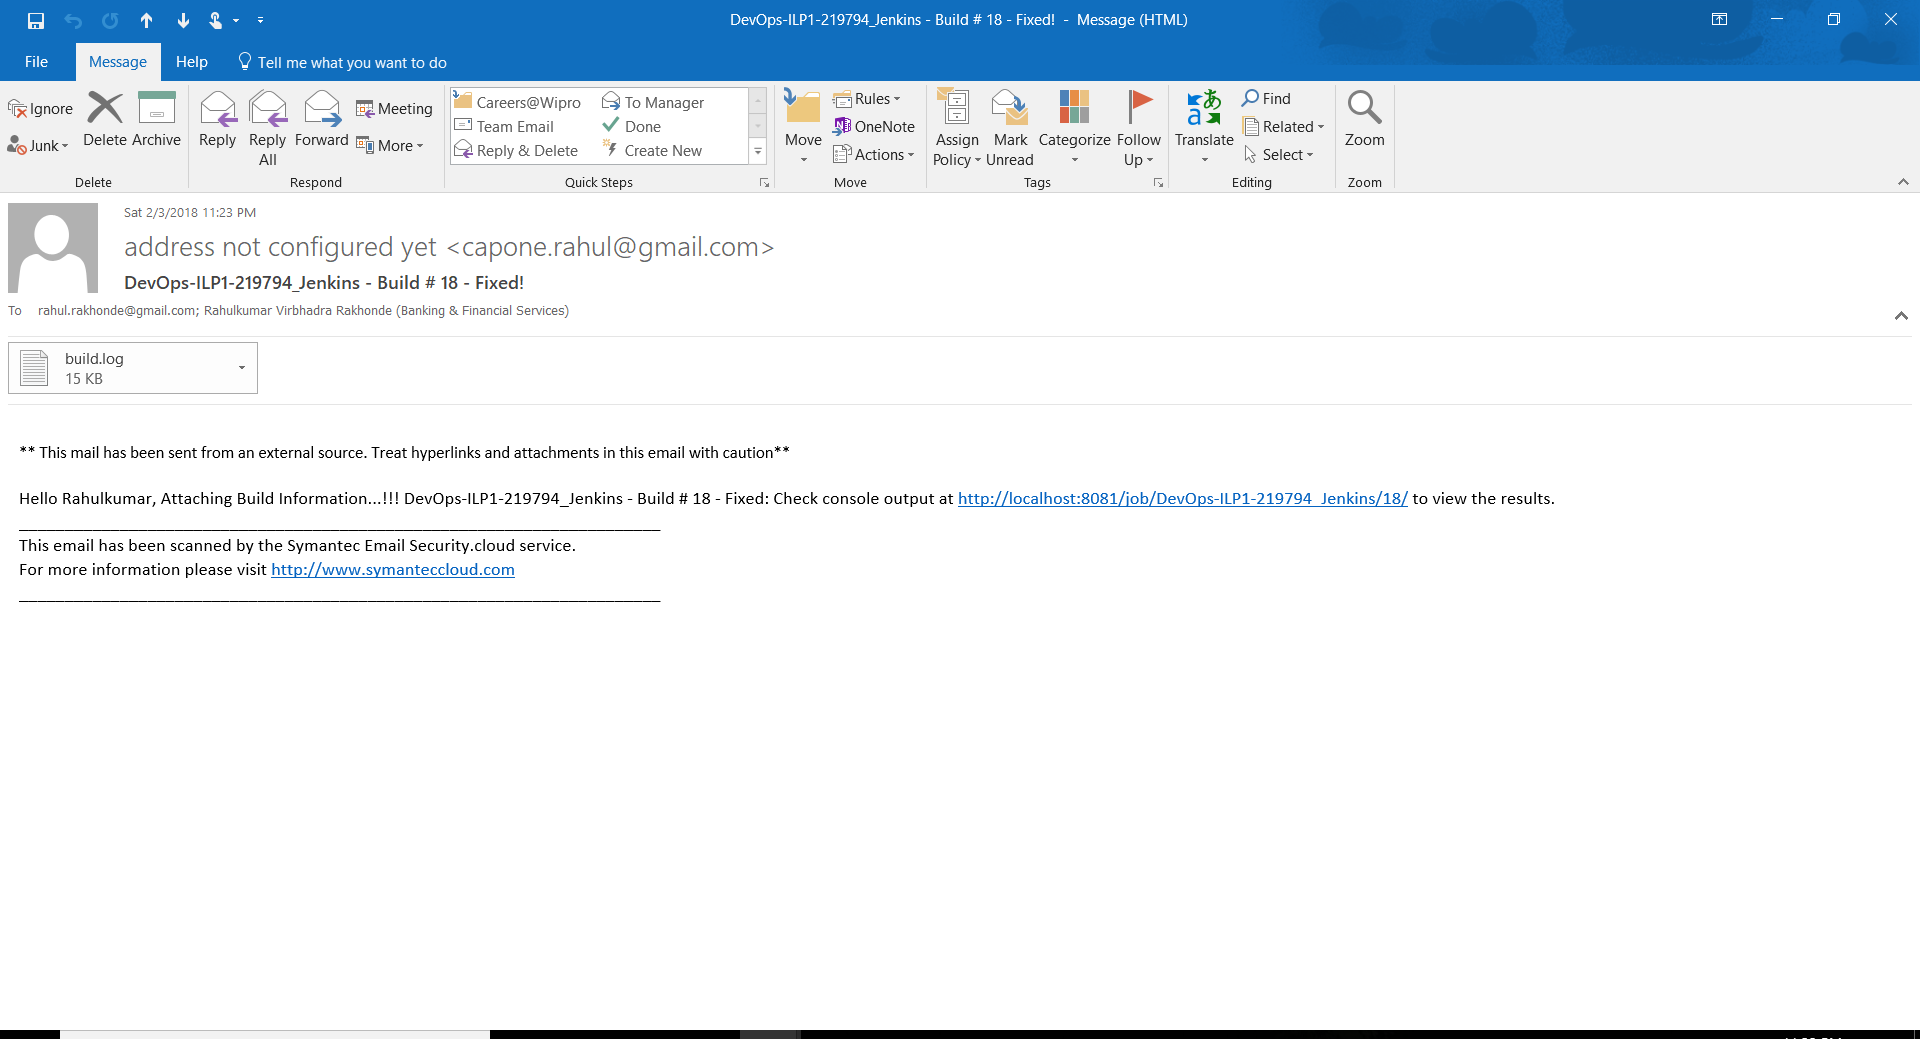 DevOps-ILP1-219794_Jenkins - Build # 18 - Fixed! - Message (HTML)
File Message Help Tell me what you want to do
Ignore
Junk
Delete Archive
Delete
Reply Reply All Forward
Meeting
More
Respond
Careers@Wipro To Manager
Team Email Done
Reply & Delete Create New
Quick Steps
Move
Rules
OneNote
Actions
Move
Assign Policy Mark Unread Categorize Follow Up
Tags
Translate
Find
Related
Select
Editing
Zoom
Zoom
Sat 2/3/2018 11:23 PM
address not configured yet <capone.rahul@gmail.com>
DevOps-ILP1-219794_Jenkins - Build # 18 - Fixed!
To rahul.rakhonde@gmail.com; Rahulkumar Virbhadra Rakhonde (Banking & Financial Services)
build.log
15 KB
** This mail has been sent from an external source. Treat hyperlinks and attachments in this email with caution**
Hello Rahulkumar, Attaching Build Information...!!! DevOps-ILP1-219794_Jenkins - Build # 18 - Fixed: Check console output at http://localhost:8081/job/DevOps-ILP1-219794_Jenkins/18/ to view the results.
This email has been scanned by the Symantec Email Security.cloud service.
For more information please visit http://www.symanteccloud.com